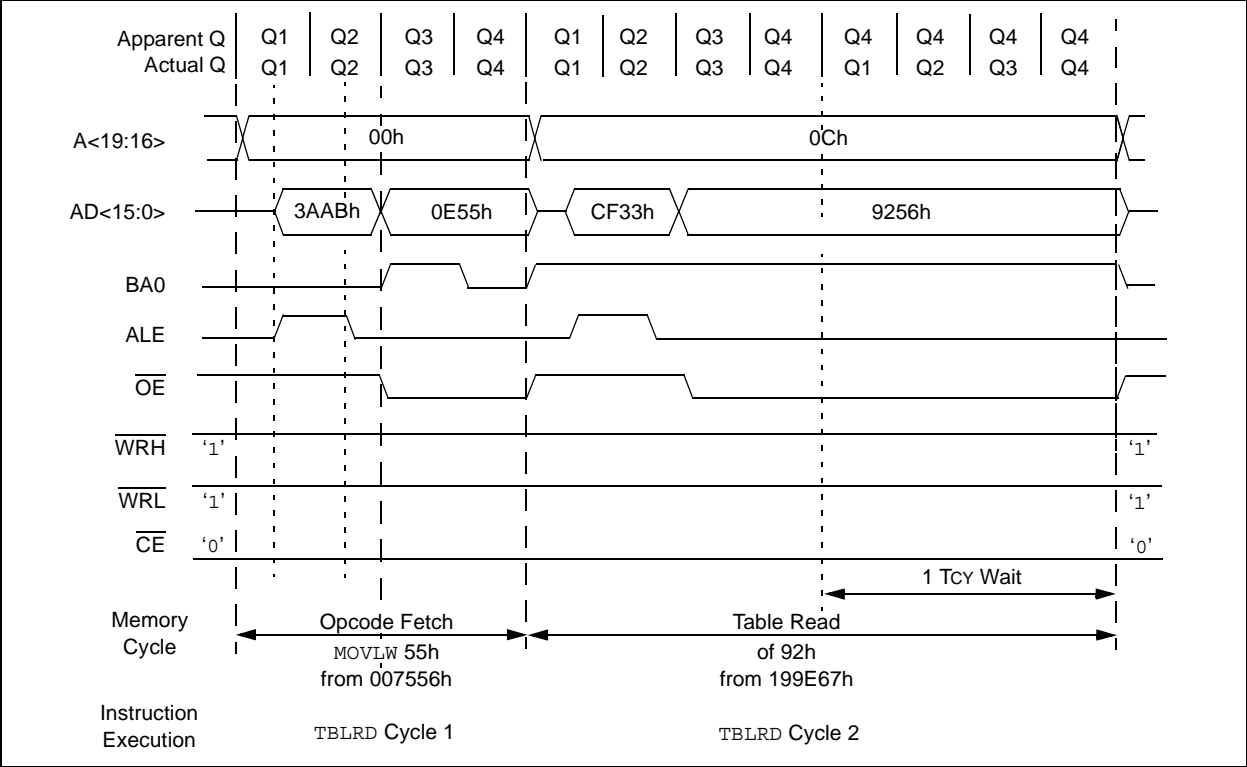 Apparent Q Q1 Q2 Q3 Q4 Q1 Q2 Q3 Q4 Q4 Q4 Q4 Q4
Actual Q Q1 Q2 Q3 Q4 Q1 Q2 Q3 Q4 Q1 Q2 Q3 Q4
A<19:16> 00h 0Ch
AD<15:0> 3AABh 0E55h CF33h 9256h
BA0
ALE
OE
WRH ‘1’ ‘1’
WRL ‘1’ ‘1’
CE ‘0’ ‘0’
1 TCY Wait
Memory Cycle
Opcode Fetch
MOVLW 55h
from 007556h
Table Read
of 92h
from 199E67h
Instruction
Execution
TBLRD Cycle 1
TBLRD Cycle 2